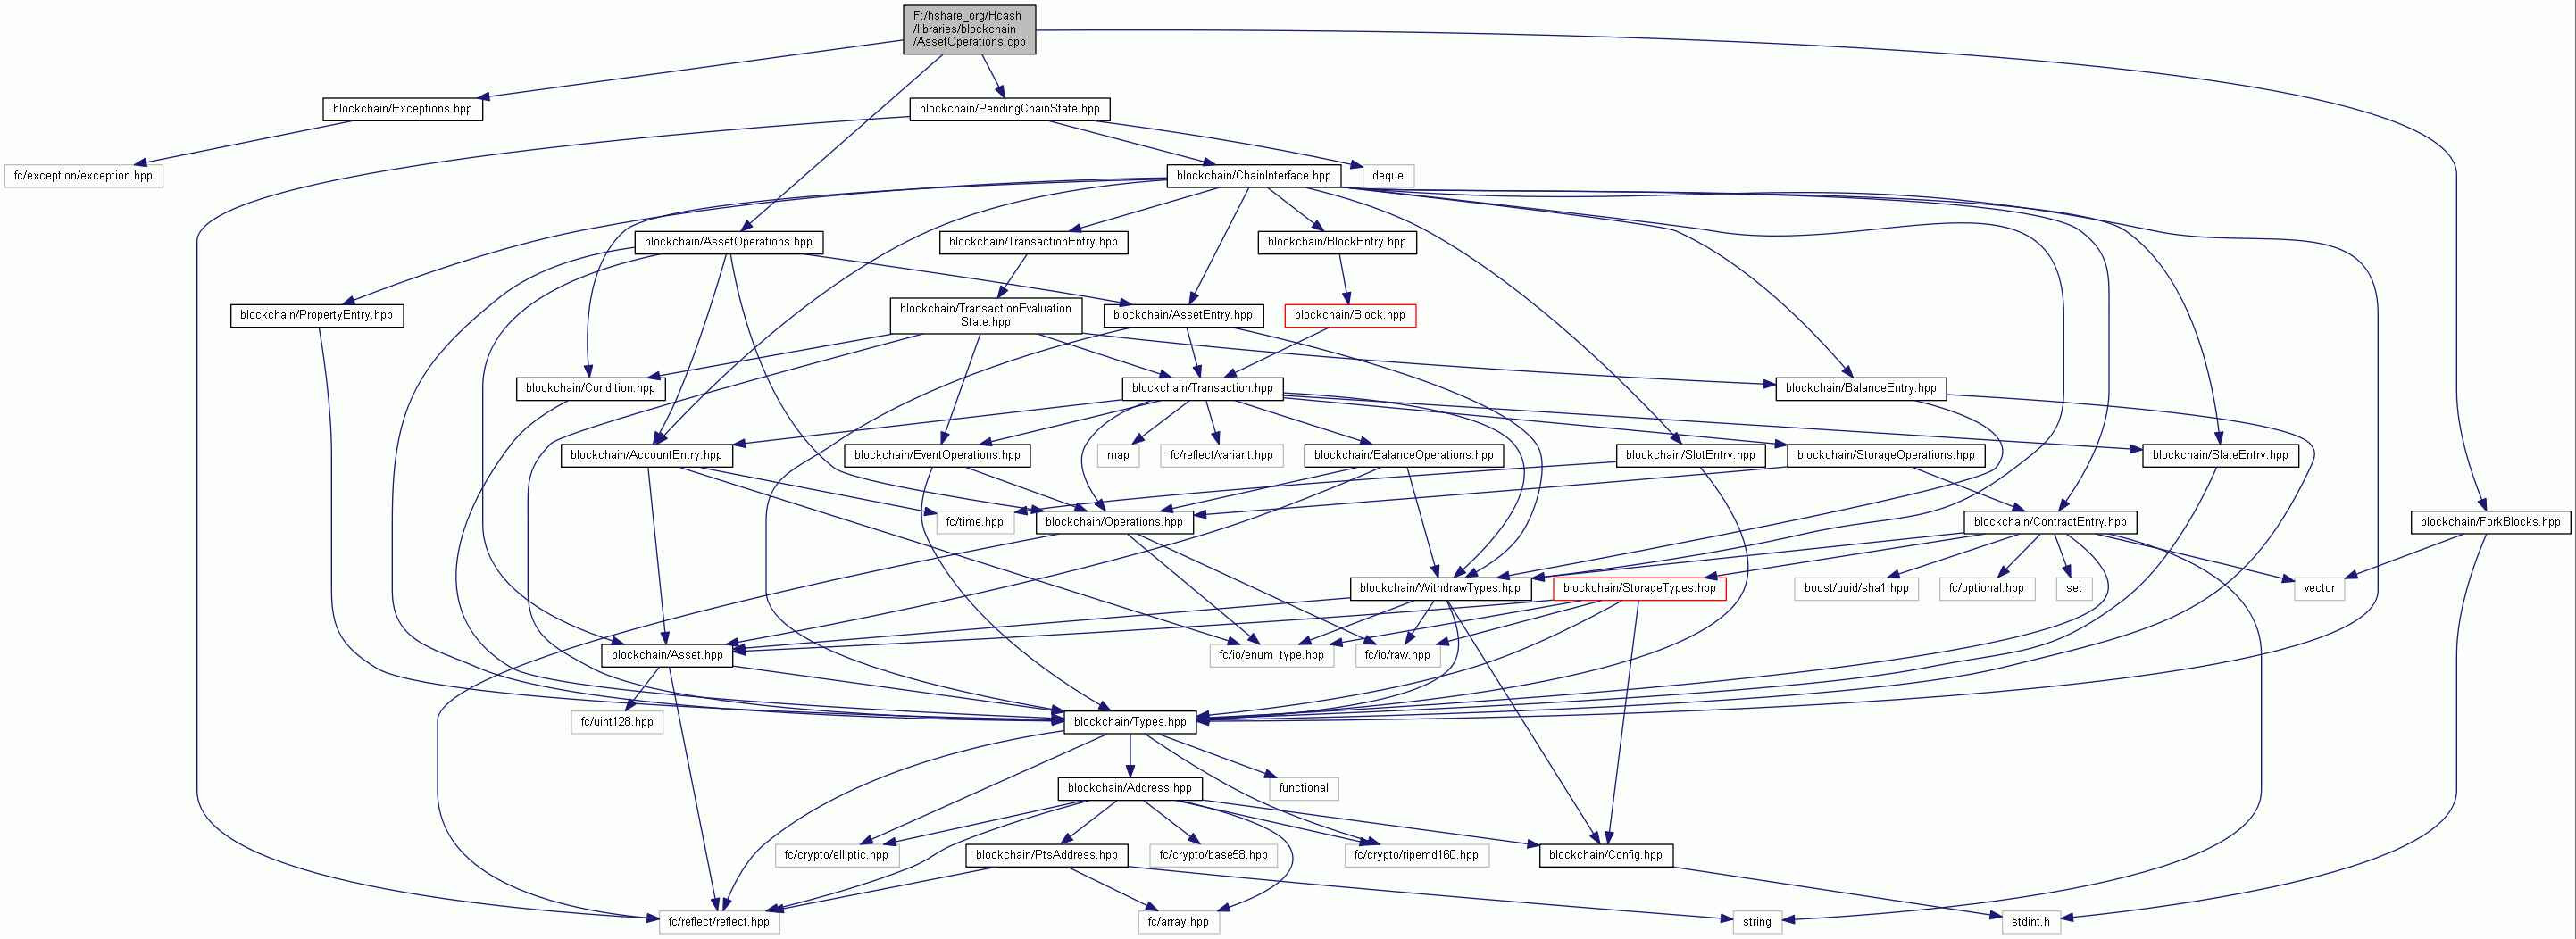 F:/hshare_org/Hcash
/libraries/blockchain
/AssetOperations.cpp
blockchain/Exceptions.hpp
blockchain/PendingChainState.hpp
fc/exception/exception.hpp
blockchain/ChainInterface.hpp
deque
blockchain/AssetOperations.hpp
blockchain/TransactionEntry.hpp
blockchain/BlockEntry.hpp
blockchain/PropertyEntry.hpp
blockchain/TransactionEvaluation
State.hpp
blockchain/AssetEntry.hpp
blockchain/Block.hpp
blockchain/Condition.hpp
blockchain/Transaction.hpp
blockchain/BalanceEntry.hpp
blockchain/AccountEntry.hpp
blockchain/EventOperations.hpp
map
fc/reflect/variant.hpp
blockchain/BalanceOperations.hpp
blockchain/SlotEntry.hpp
blockchain/StorageOperations.hpp
blockchain/SlateEntry.hpp
fc/time.hpp
blockchain/Operations.hpp
blockchain/ContractEntry.hpp
blockchain/ForkBlocks.hpp
blockchain/WithdrawTypes.hpp
blockchain/StorageTypes.hpp
boost/uuid/sha1.hpp
fc/optional.hpp
set
vector
blockchain/Asset.hpp
fc/io/enum_type.hpp
fc/io/raw.hpp
fc/uint128.hpp
blockchain/Types.hpp
blockchain/Address.hpp
functional
fc/crypto/elliptic.hpp
blockchain/PtsAddress.hpp
fc/crypto/base58.hpp
fc/crypto/ripemd160.hpp
blockchain/Config.hpp
fc/reflect/reflect.hpp
fc/array.hpp
string
stdint.h